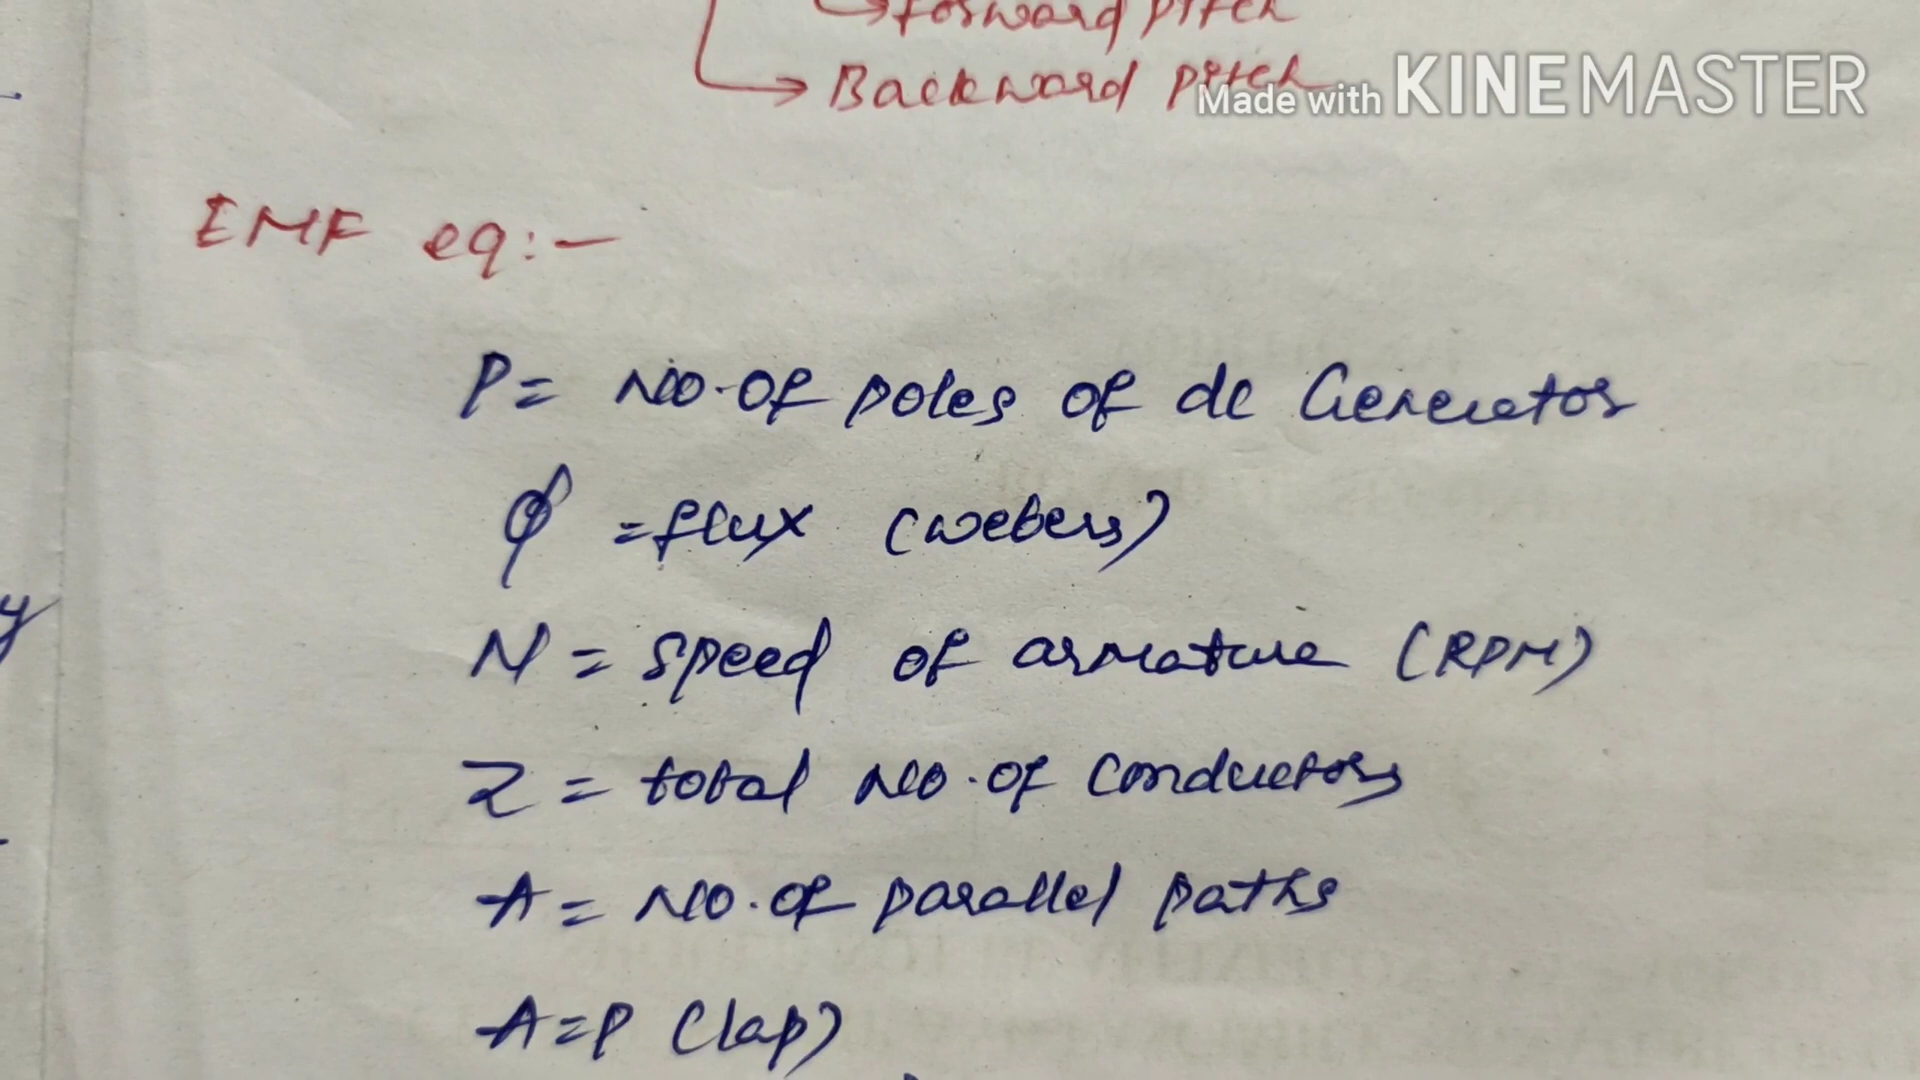 forward pitch
Backward pitch
Made with KINEMASTER
EMF eq:-
P = No. of poles of dc Generator
φ = flux (webers)
N = speed of armature (RPM)
Z = total No. of conductors
A = No. of parallel paths
A = P (lap)
y